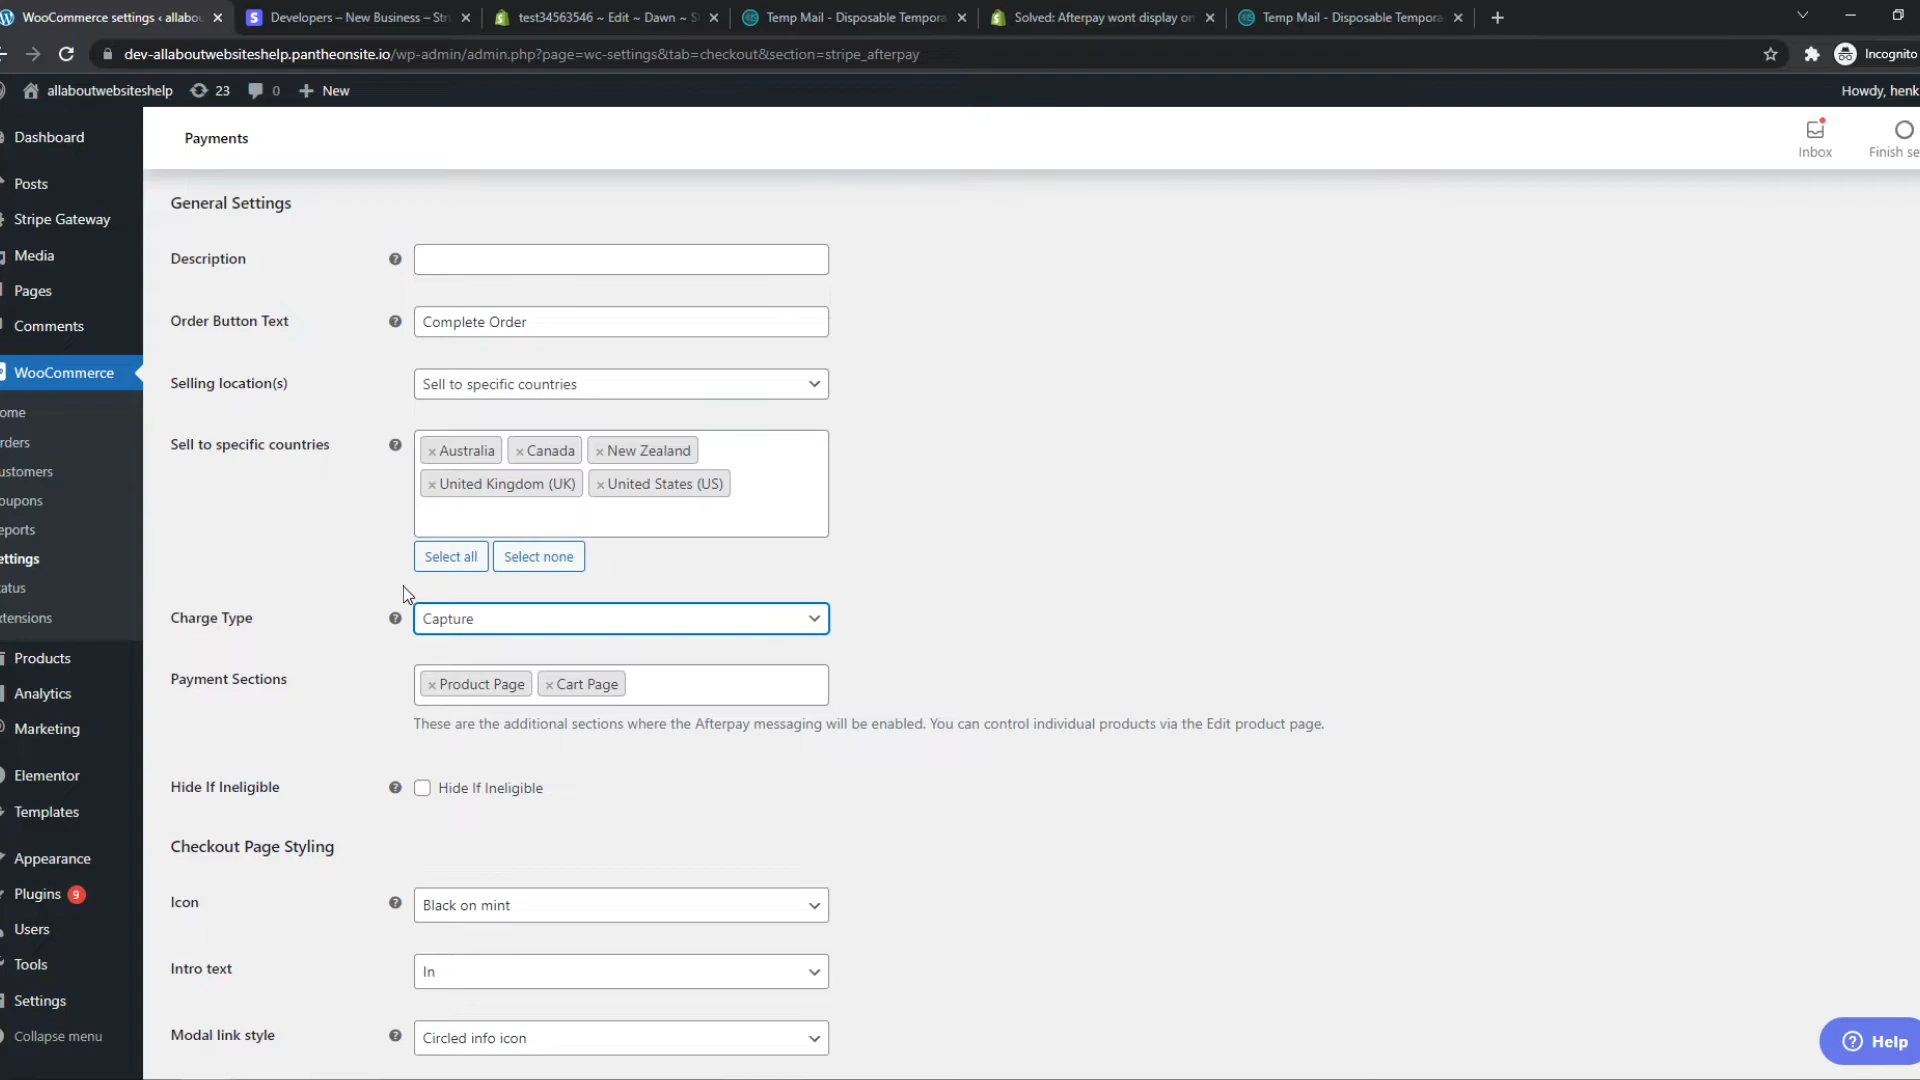 WooCommerce settings ‹ allabou
Developers – New Business – Str
test34563546 ~ Edit ~ Dawn ~ S
Temp Mail - Disposable Tempora
Solved: Afterpay wont display on
Temp Mail - Disposable Tempora
dev-allaboutwebsiteshelp.pantheonsite.io/wp-admin/admin.php?page=wc-settings&tab=checkout&section=stripe_afterpay
Incognito
allaboutwebsiteshelp 23 0 + New
Howdy, henk
Dashboard
Posts
Stripe Gateway
Media
Pages
Comments
WooCommerce
ome
rders
ustomers
oupons
eports
ettings
tatus
xtensions
Products
Analytics
Marketing
Elementor
Templates
Appearance
Plugins 9
Users
Tools
Settings
Collapse menu
Payments
Inbox
Finish se
General Settings
Description
Order Button Text
Complete Order
Selling location(s)
Sell to specific countries
Sell to specific countries
× Australia × Canada × New Zealand
× United Kingdom (UK) × United States (US)
Select all Select none
Charge Type
Capture
Payment Sections
× Product Page × Cart Page
These are the additional sections where the Afterpay messaging will be enabled. You can control individual products via the Edit product page.
Hide If Ineligible
Hide If Ineligible
Checkout Page Styling
Icon
Black on mint
Intro text
In
Modal link style
Circled info icon
Help